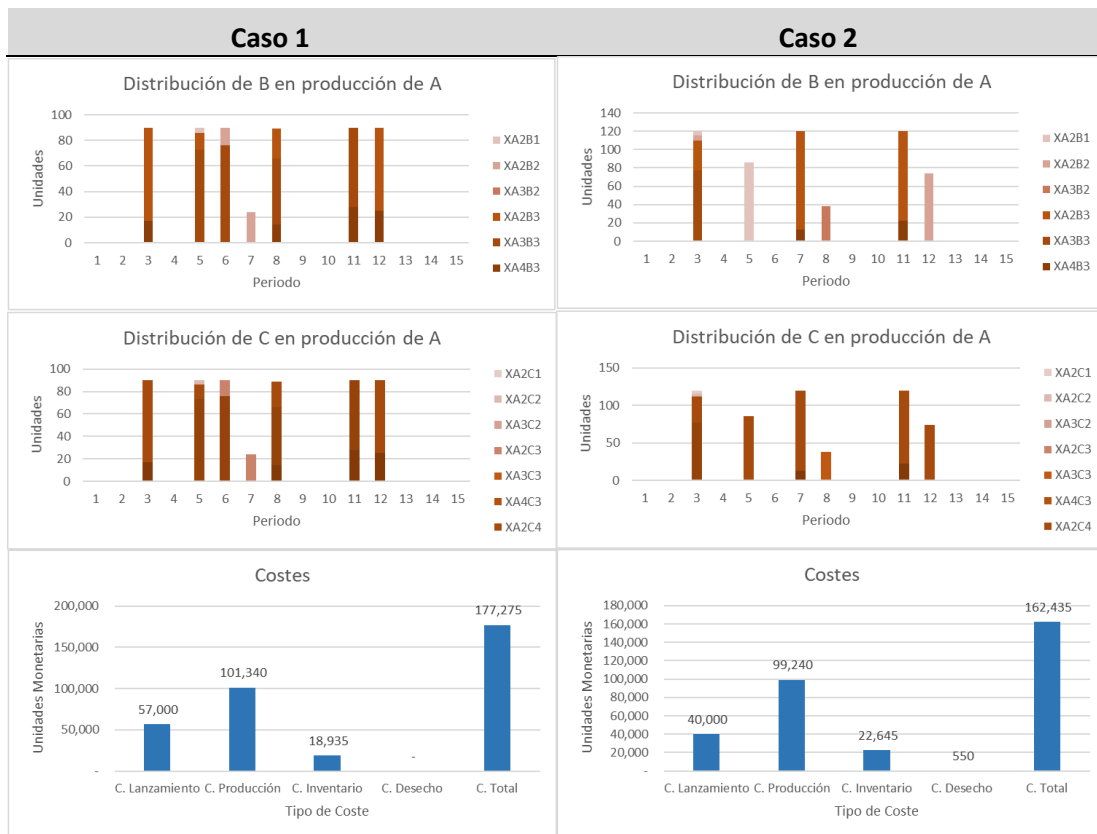 Caso 1
Caso 2
Distribución de B en producción de A
100
80
60
40
20
0
Unidades
1 2 3 4 5 6 7 8 9 10 11 12 13 14 15
Periodo
XA2B1
XA2B2
XA3B2
XA2B3
XA3B3
XA4B3
Distribución de B en producción de A
140
120
100
80
60
40
20
0
Unidades
1 2 3 4 5 6 7 8 9 10 11 12 13 14 15
Periodo
XA2B1
XA2B2
XA3B2
XA2B3
XA3B3
XA4B3
Distribución de C en producción de A
100
80
60
40
20
0
Unidades
1 2 3 4 5 6 7 8 9 10 11 12 13 14 15
Periodo
XA2C1
XA2C2
XA3C2
XA2C3
XA3C3
XA4C3
XA2C4
Distribución de C en producción de A
150
100
50
0
Unidades
1 2 3 4 5 6 7 8 9 10 11 12 13 14 15
Periodo
XA2C1
XA2C2
XA3C2
XA2C3
XA3C3
XA4C3
XA2C4
Costes
200,000
150,000
100,000
50,000
-
Unidades Monetarias
57,000
101,340
18,935
-
177,275
C. Lanzamiento C. Producción C. Inventario C. Desecho C. Total
Tipo de Coste
Costes
180,000
160,000
140,000
120,000
100,000
80,000
60,000
40,000
20,000
-
Unidades Monetarias
40,000
99,240
22,645
550
162,435
C. Lanzamiento C. Producción C. Inventario C. Desecho C. Total
Tipo de Coste